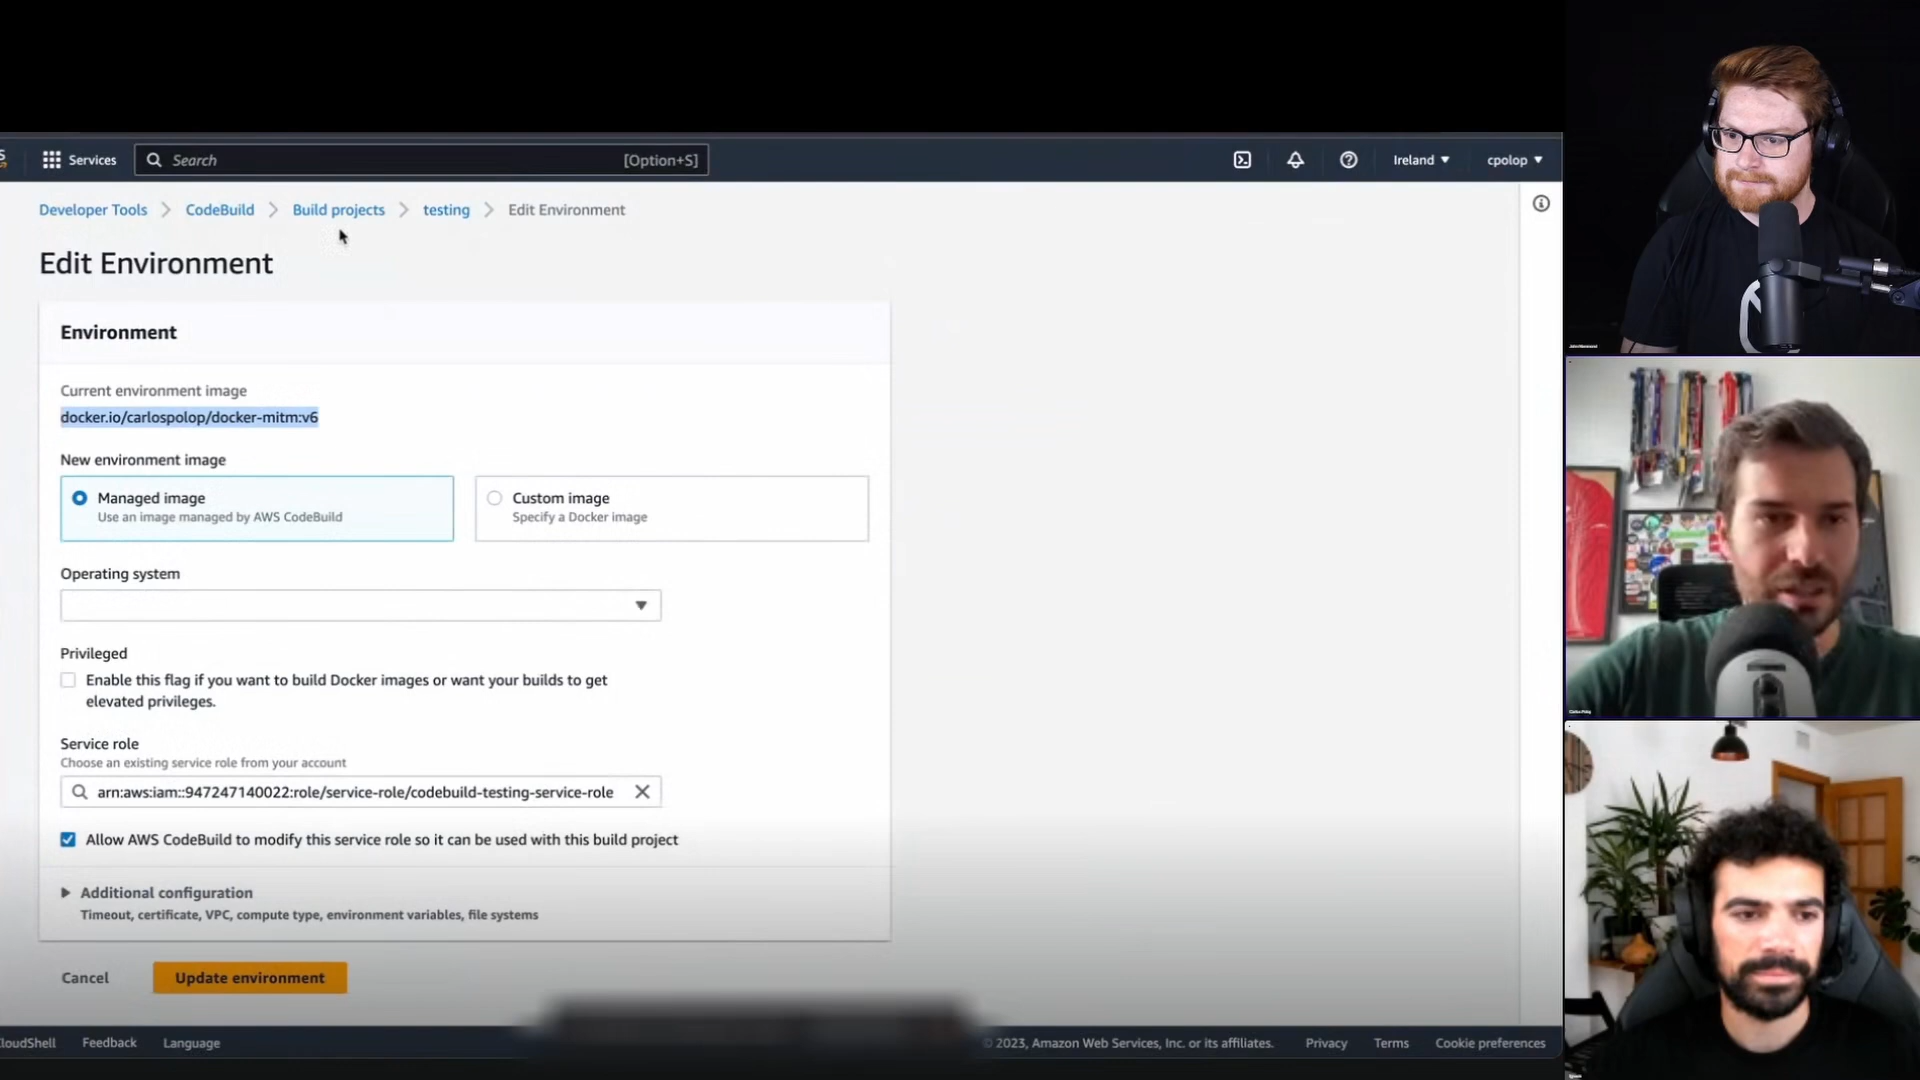 Services
Search
[Option+S]
Ireland
cpolop
Developer Tools
CodeBuild
Build projects
testing
Edit Environment
Edit Environment
Environment
Current environment image
docker.io/carlospolop/docker-mitm:v6
New environment image
Managed image
Use an image managed by AWS CodeBuild
Custom image
Specify a Docker image
Operating system
Privileged
Enable this flag if you want to build Docker images or want your builds to get
elevated privileges.
Service role
Choose an existing service role from your account
arn:aws:iam::947247140022:role/service-role/codebuild-testing-service-role
Allow AWS CodeBuild to modify this service role so it can be used with this build project
Additional configuration
Timeout, certificate, VPC, compute type, environment variables, file systems
Cancel
Update environment
CloudShell
Feedback
Language
© 2023, Amazon Web Services, Inc. or its affiliates.
Privacy
Terms
Cookie preferences